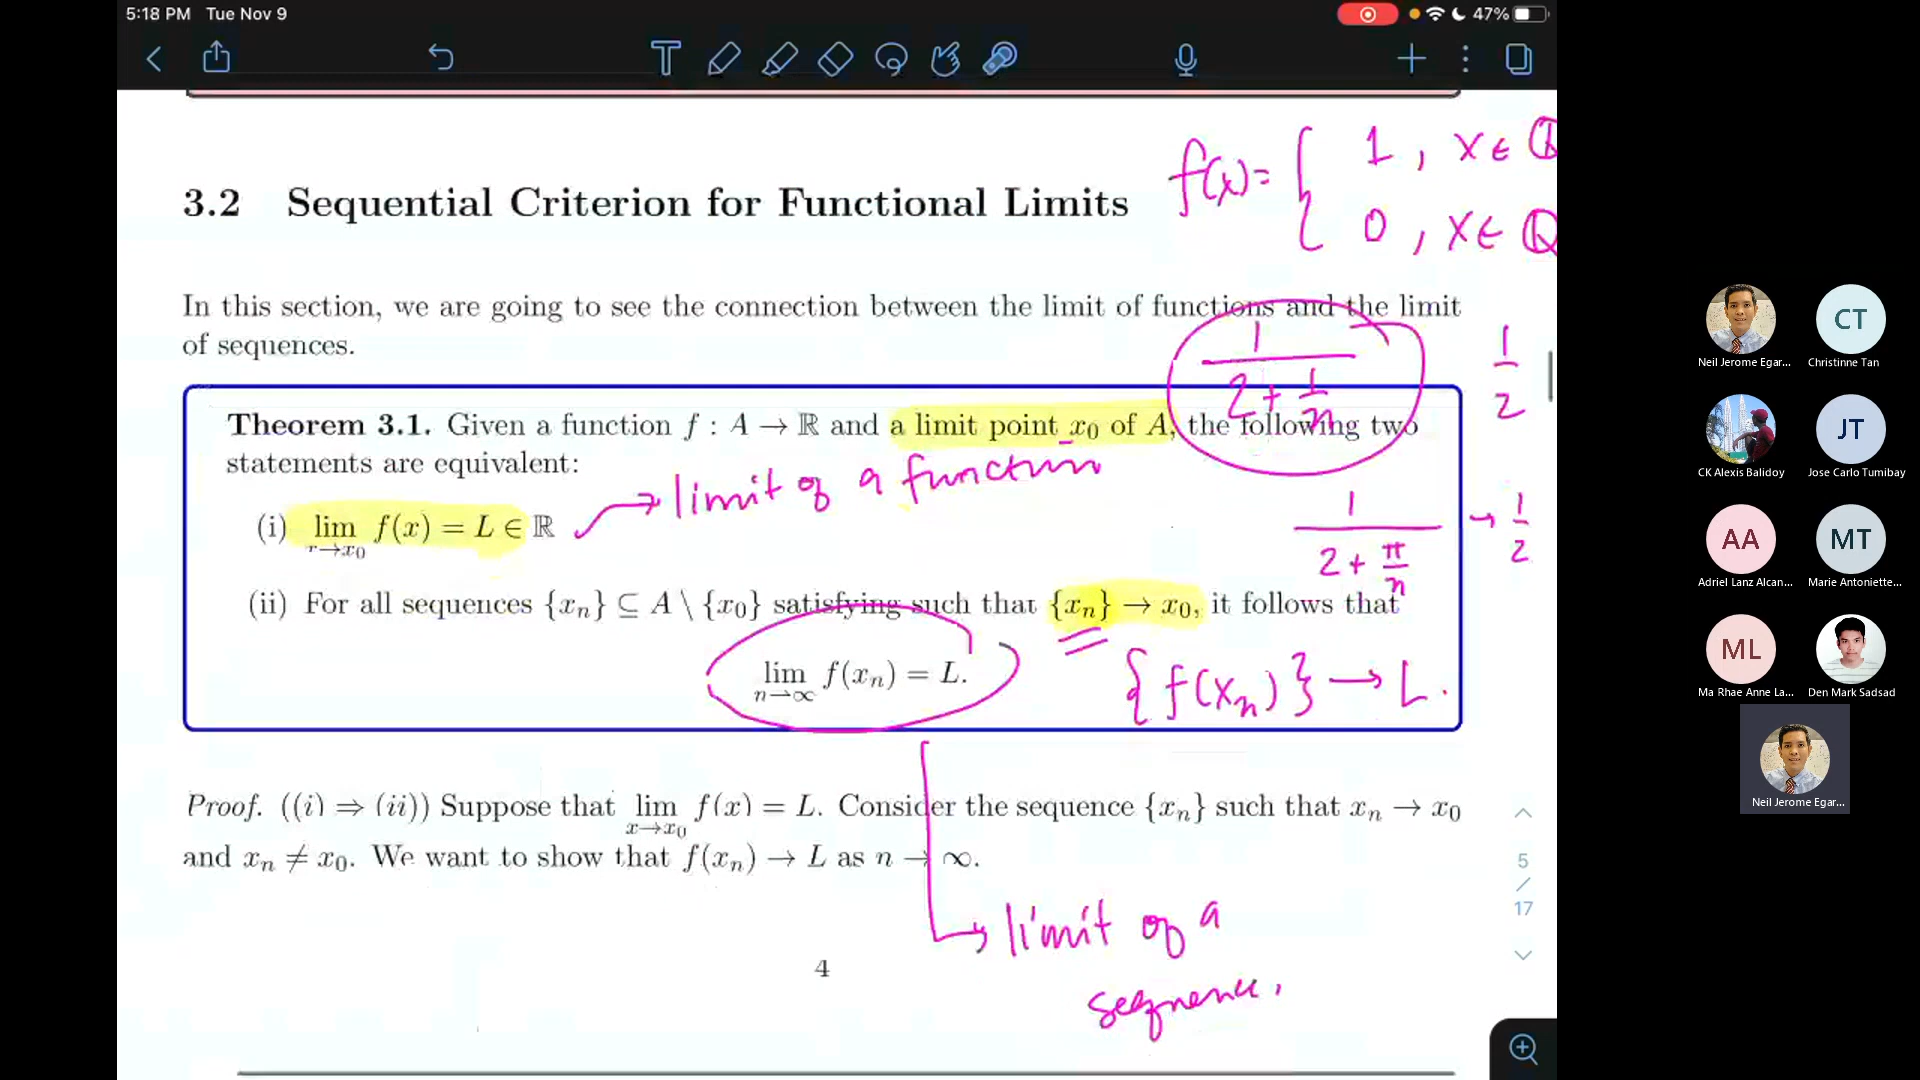 5:18 PM Tue Nov 9
47%
3.2 Sequential Criterion for Functional Limits
f(x) = { 1 , x ∈ ℚ
0 , x ∈ ℚ
In this section, we are going to see the connection between the limit of functions and the limit
of sequences.
1 / (2 + 1/n)
1/2
Theorem 3.1. Given a function f : A → ℝ and a limit point x₀ of A, the following two
statements are equivalent:
→ limit of a function
(i) lim x→x₀ f(x) = L ∈ ℝ
1 / (2 + π/n) → 1/2
(ii) For all sequences {xₙ} ⊆ A \ {x₀} satisfying such that {xₙ} → x₀, it follows that
lim n→∞ f(xₙ) = L.
{f(xₙ)} → L.
Proof. ((i) ⇒ (ii)) Suppose that lim x→x₀ f(x) = L. Consider the sequence {xₙ} such that xₙ → x₀
and xₙ ≠ x₀. We want to show that f(xₙ) → L as n → ∞.
→ limit of a
sequence.
4
5
/
17
Neil Jerome Egar...
CT
Christinne Tan
CK Alexis Balidoy
JT
Jose Carlo Tumibay
AA
Adriel Lanz Alcan...
MT
Marie Antoniette...
ML
Ma Rhae Anne La...
Den Mark Sadsad
Neil Jerome Egar...